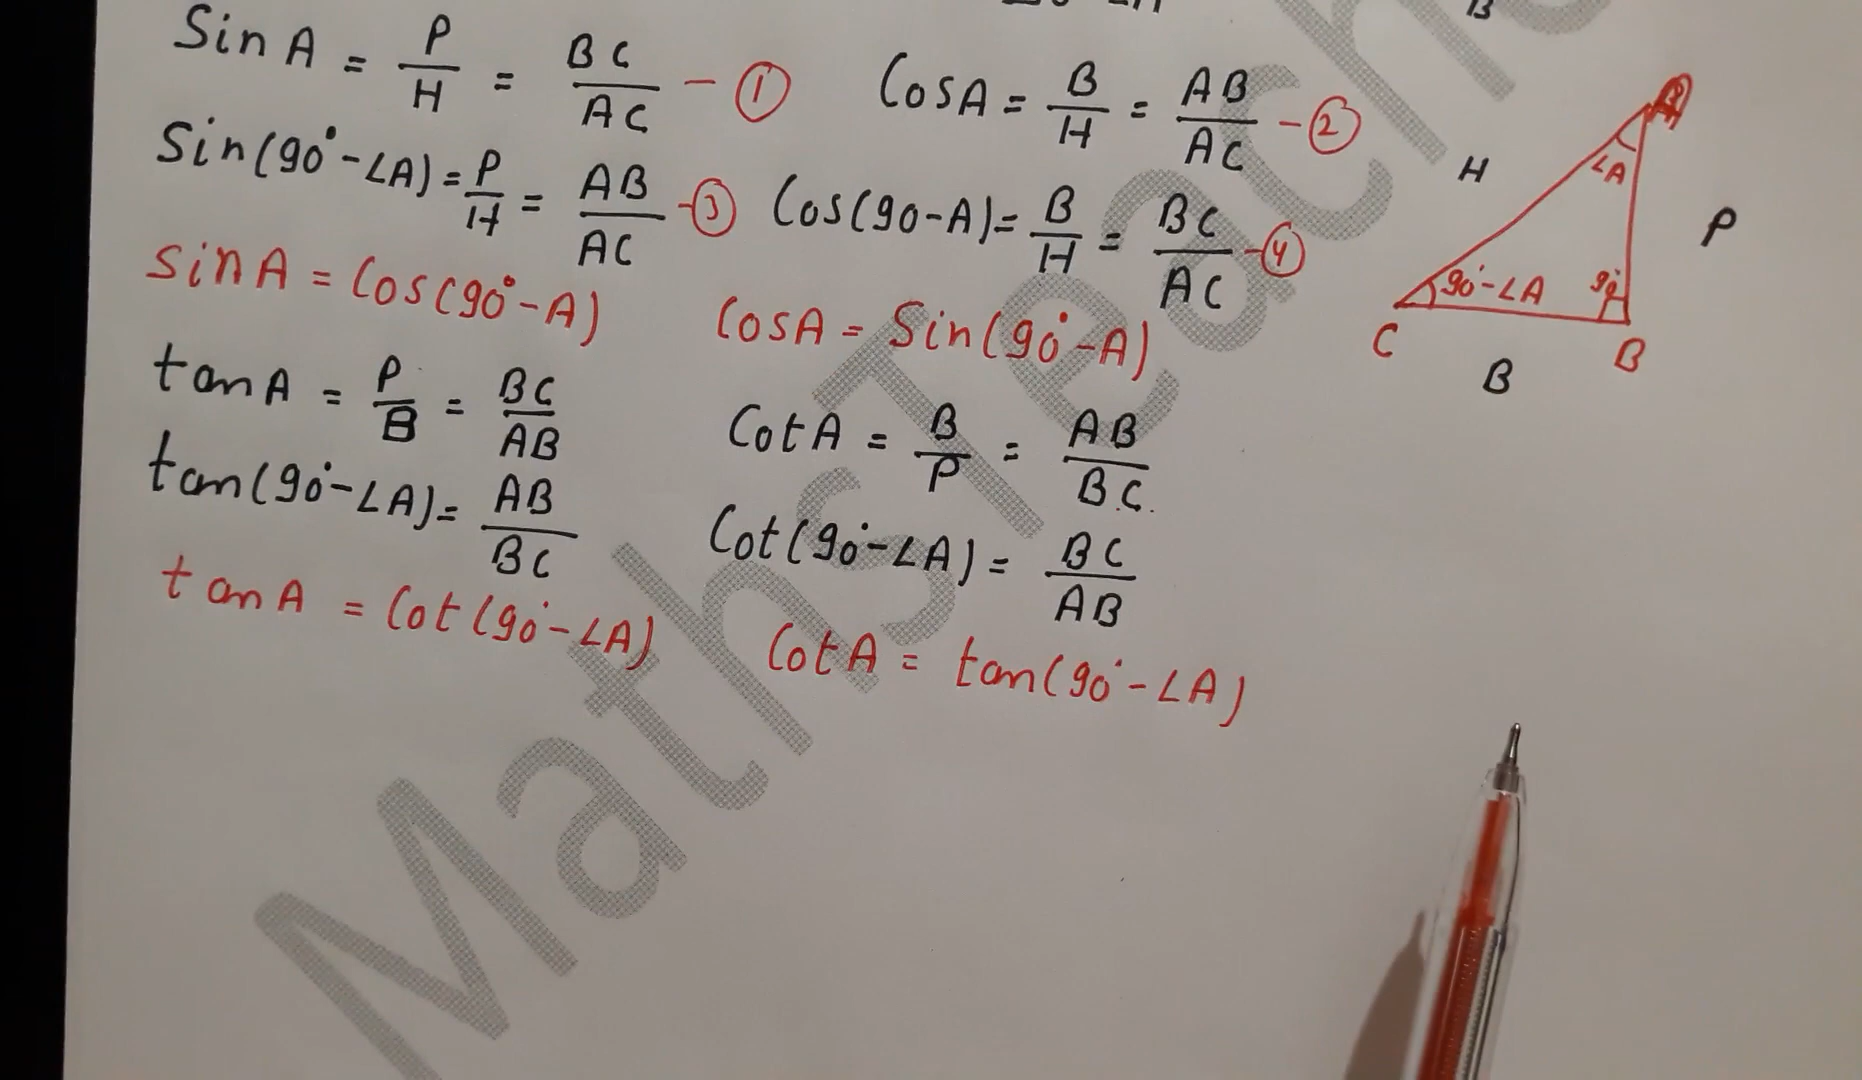 Sin A = P/H = BC/AC - ① Cos A = B/H = AB/AC - ②
Sin(90° - ∠A) = P/H = AB/AC - ③ Cos(90 - A) = B/H = BC/AC - ④
sin A = Cos(90° - A) Cos A = Sin(90° - A)
tan A = P/B = BC/AB Cot A = B/P = AB/BC.
tan(90° - ∠A) = AB/BC Cot(90° - ∠A) = BC/AB
tan A = Cot(90° - ∠A) Cot A = tan(90° - ∠A)
B
A
∠A
H
P
90° - ∠A
90°
C
B
B
Maths Teach